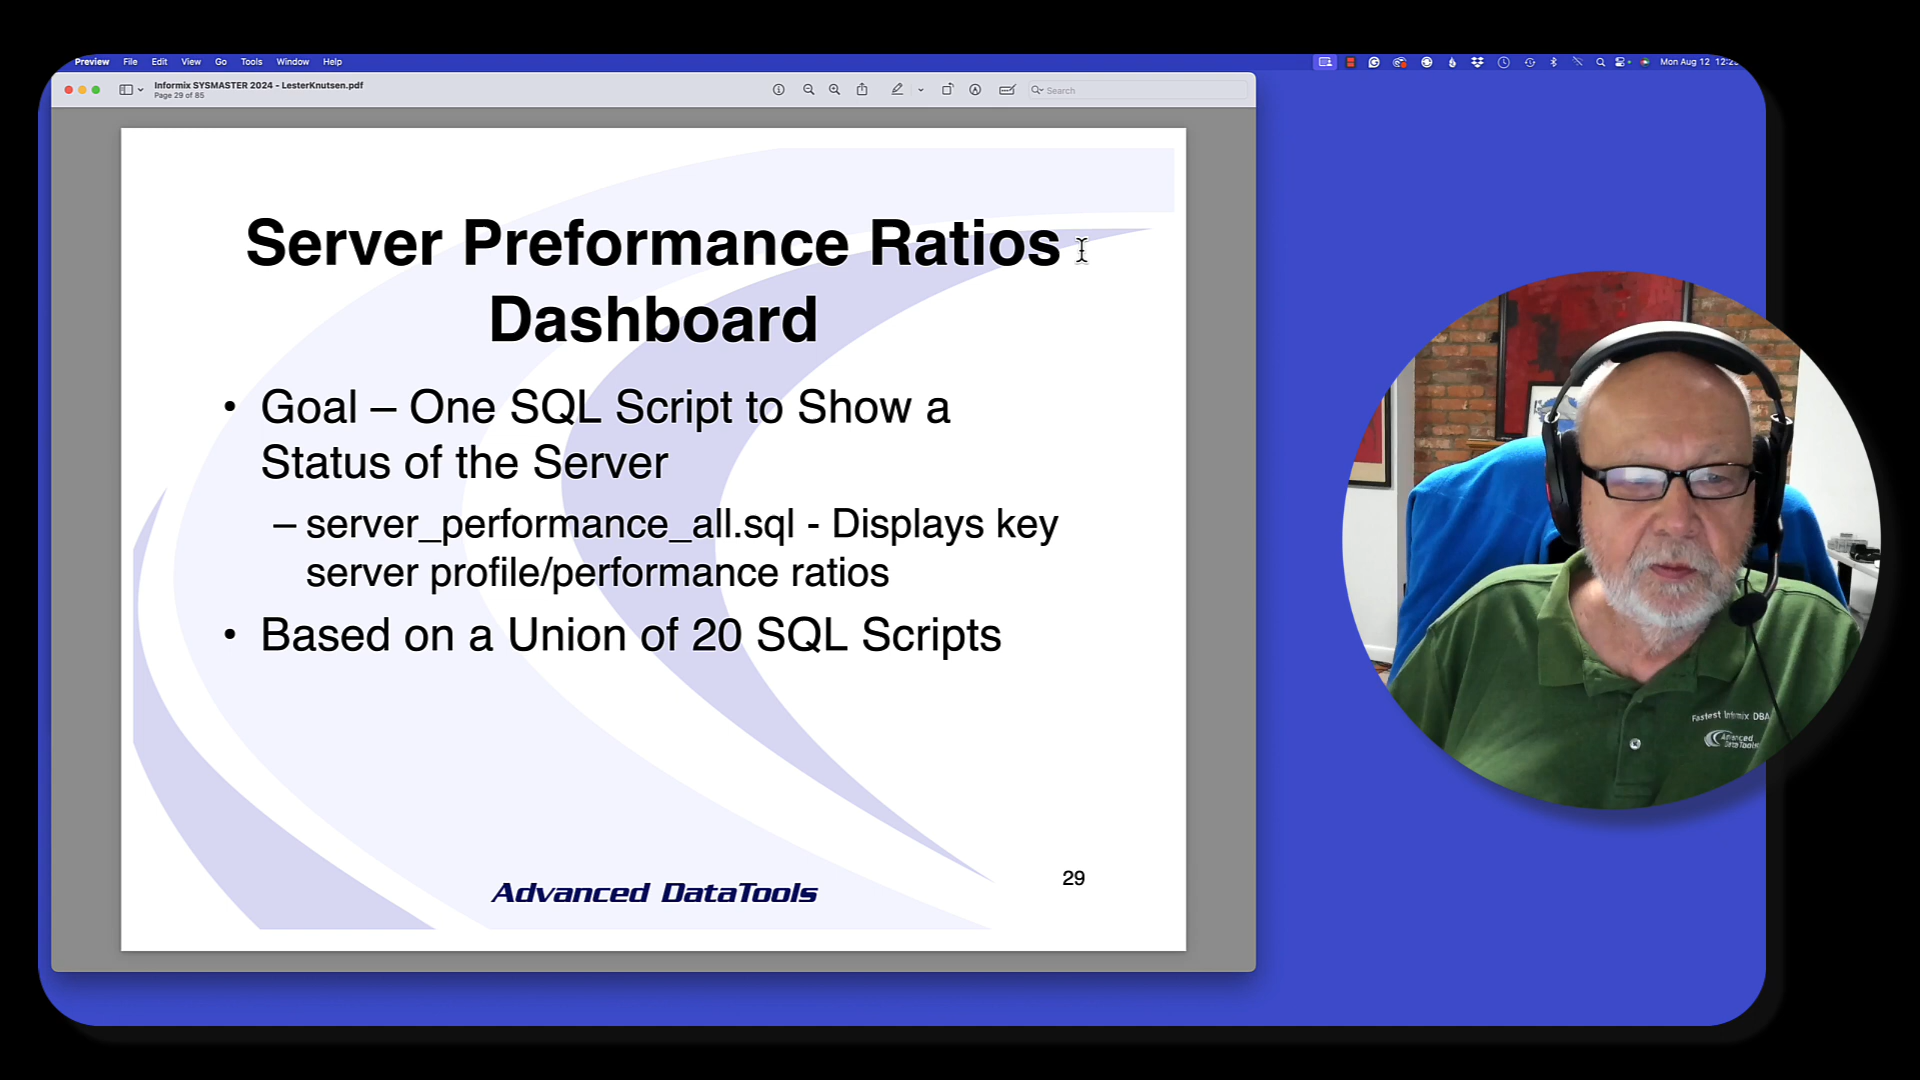 Preview File Edit View Go Tools Window Help
Mon Aug 12
Informix SYSMASTER 2024 - LesterKnutsen.pdf
Page 29 of 85
Search
Server Preformance Ratios
Dashboard
• Goal – One SQL Script to Show a
Status of the Server
– server_performance_all.sql - Displays key
server profile/performance ratios
• Based on a Union of 20 SQL Scripts
Advanced DataTools
29
Fastest Informix DBA
Advanced
DataTools